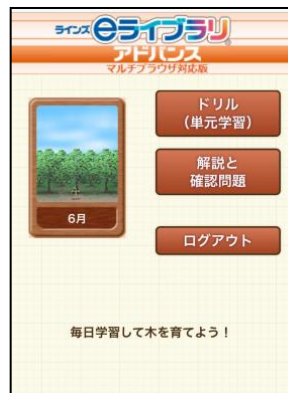 ラインズ eライブラリ
アドバンス
マルチブラウザ対応版
ドリル
(単元学習)
解説と
確認問題
6月
ログアウト
毎日学習して木を育てよう!